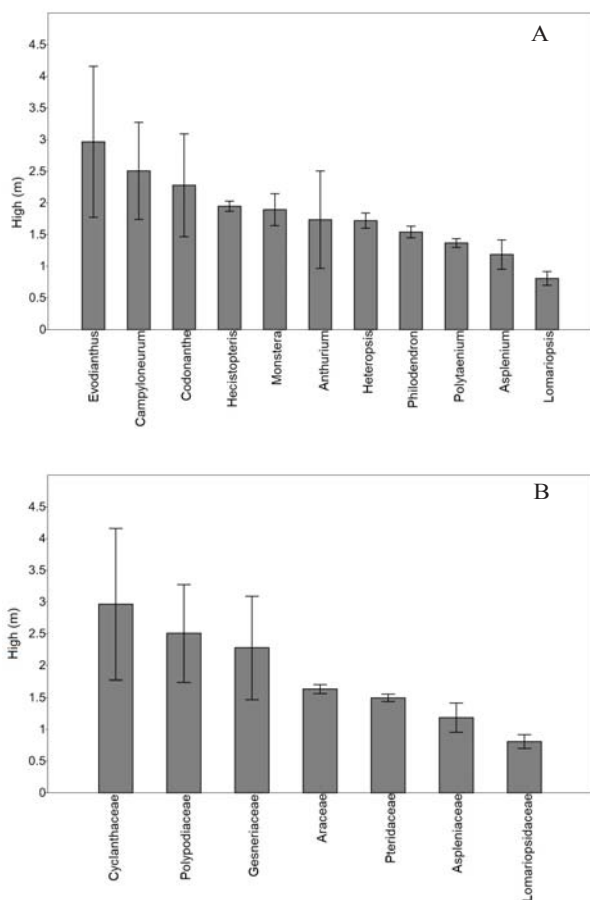 A
4.5
4
3.5
3
2.5
2
1.5
1
0.5
0
High (m)
Evodianthus
Campyloneurum
Codonanthe
Hecistopteris
Monstera
Anthurium
Heteropsis
Philodendron
Polytaenium
Asplenium
Lomariopsis
B
4.5
4
3.5
3
2.5
2
1.5
1
0.5
0
High (m)
Cyclanthaceae
Polypodiaceae
Gesneriaceae
Araceae
Pteridaceae
Aspleniaceae
Lomariopsidaceae